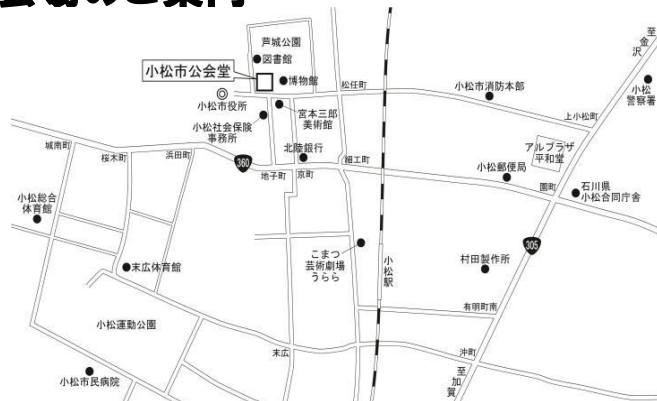 会場のご案内
至
金
沢
芦城公園
図書館
小松市公会堂
博物館
松任町
小松市消防本部
小松
警察署
小松市役所
宮本三郎
美術館
上小松町
小松社会保険
事務所
アルプラザ
平和堂
城南町
桜木町
浜田町
北陸銀行
360
地子町
京町
細工町
小松郵便局
園町
石川県
小松合同庁舎
小松総合
体育館
305
こまつ
芸術劇場
うらら
小
松
駅
村田製作所
末広体育館
有明町南
小松運動公園
末広
沖町
至
加
賀
小松市民病院